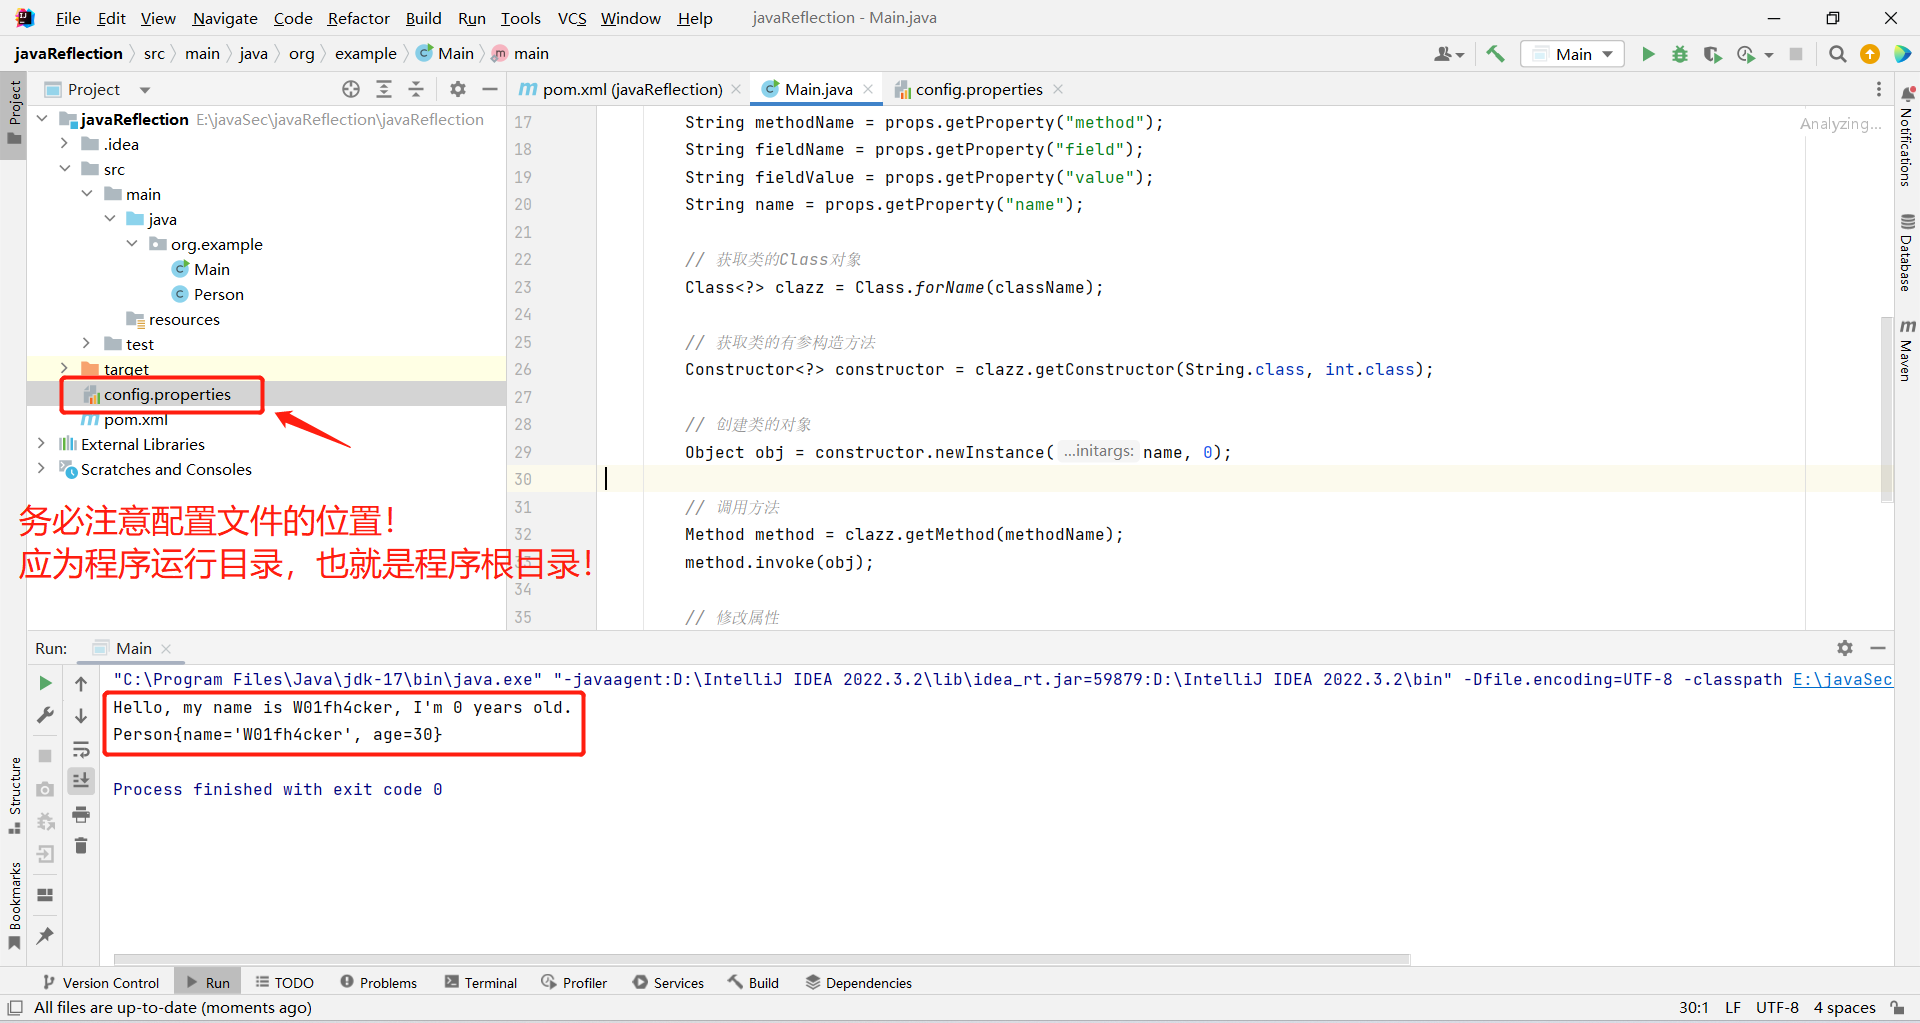 File Edit View Navigate Code Refactor Build Run Tools VCS Window Help javaReflection - Main.java
javaReflection src main java org example Main main
Main
Project
pom.xml (javaReflection) Main.java config.properties
Project
javaReflection E:\javaSec\javaReflection\javaReflection
.idea
src
main
java
org.example
Main
Person
resources
test
target
config.properties
pom.xml
External Libraries
Scratches and Consoles
务必注意配置文件的位置！
应为程序运行目录，也就是程序根目录！
17 String methodName = props.getProperty("method");
18 String fieldName = props.getProperty("field");
19 String fieldValue = props.getProperty("value");
20 String name = props.getProperty("name");
21
22 // 获取类的Class对象
23 Class<?> clazz = Class.forName(className);
24
25 // 获取类的有参构造方法
26 Constructor<?> constructor = clazz.getConstructor(String.class, int.class);
27
28 // 创建类的对象
29 Object obj = constructor.newInstance( ...initargs: name, 0);
30
31 // 调用方法
32 Method method = clazz.getMethod(methodName);
33 method.invoke(obj);
34
35 // 修改属性
Analyzing...
Notifications
Database
Maven
Run: Main
"C:\Program Files\Java\jdk-17\bin\java.exe" "-javaagent:D:\IntelliJ IDEA 2022.3.2\lib\idea_rt.jar=59879:D:\IntelliJ IDEA 2022.3.2\bin" -Dfile.encoding=UTF-8 -classpath E:\javaSec
Hello, my name is W01fh4cker, I'm 0 years old.
Person{name='W01fh4cker', age=30}
Process finished with exit code 0
Structure
Bookmarks
Version Control Run TODO Problems Terminal Profiler Services Build Dependencies
All files are up-to-date (moments ago) 30:1 LF UTF-8 4 spaces